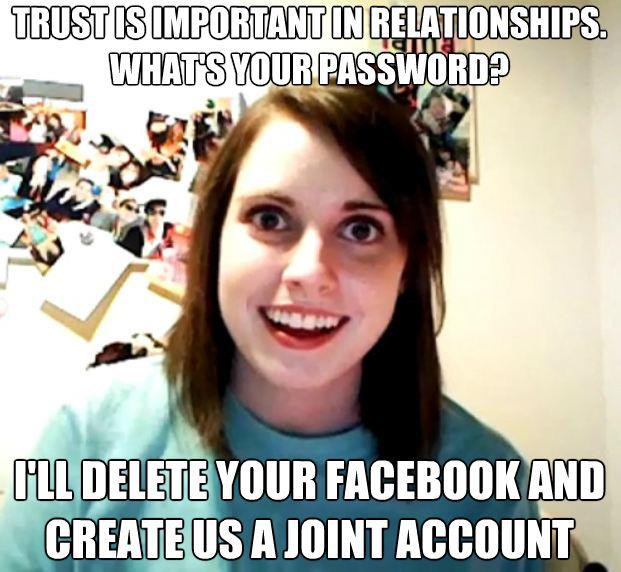 TRUST IS IMPORTANT IN RELATIONSHIPS.
WHAT'S YOUR PASSWORD?
I'LL DELETE YOUR FACEBOOK AND
CREATE US A JOINT ACCOUNT